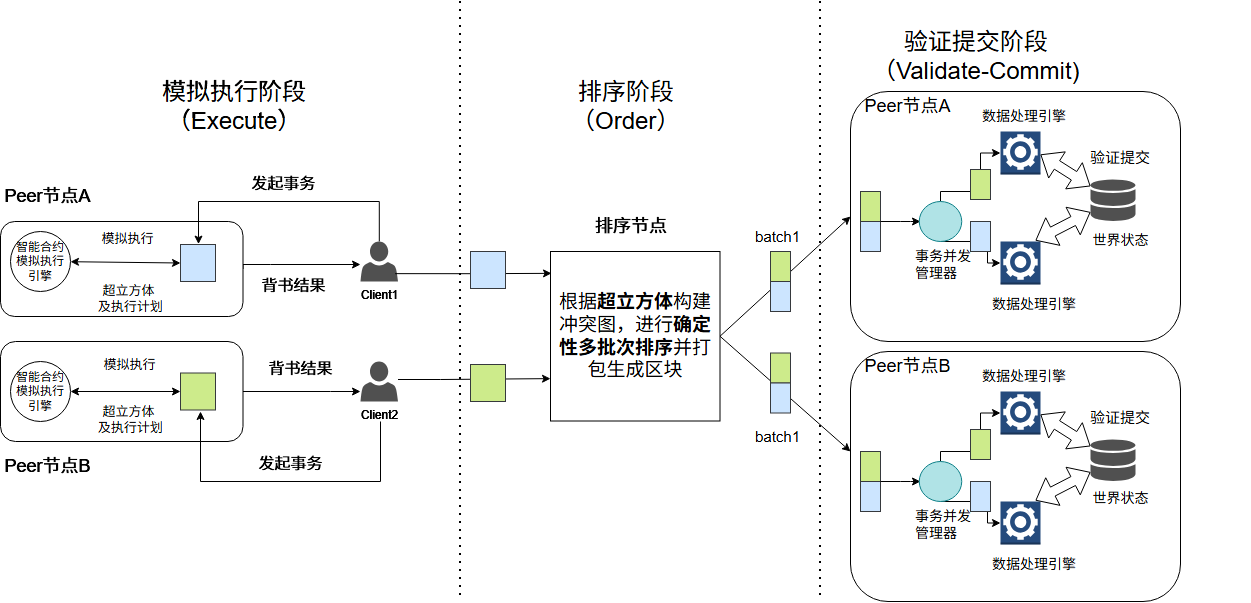 模拟执行阶段
（Execute）
Peer节点A
发起事务
智能合约
模拟执行
引擎
模拟执行
超立方体
及执行计划
背书结果
Client1
智能合约
模拟执行
引擎
模拟执行
超立方体
及执行计划
背书结果
Client2
Peer节点B
发起事务
排序阶段
（Order）
排序节点
根据超立方体构建
冲突图，进行确定
性多批次排序并打
包生成区块
batch1
batch1
验证提交阶段
（Validate-Commit)
Peer节点A
数据处理引擎
验证提交
事务并发
管理器
世界状态
数据处理引擎
Peer节点B
数据处理引擎
验证提交
事务并发
管理器
世界状态
数据处理引擎